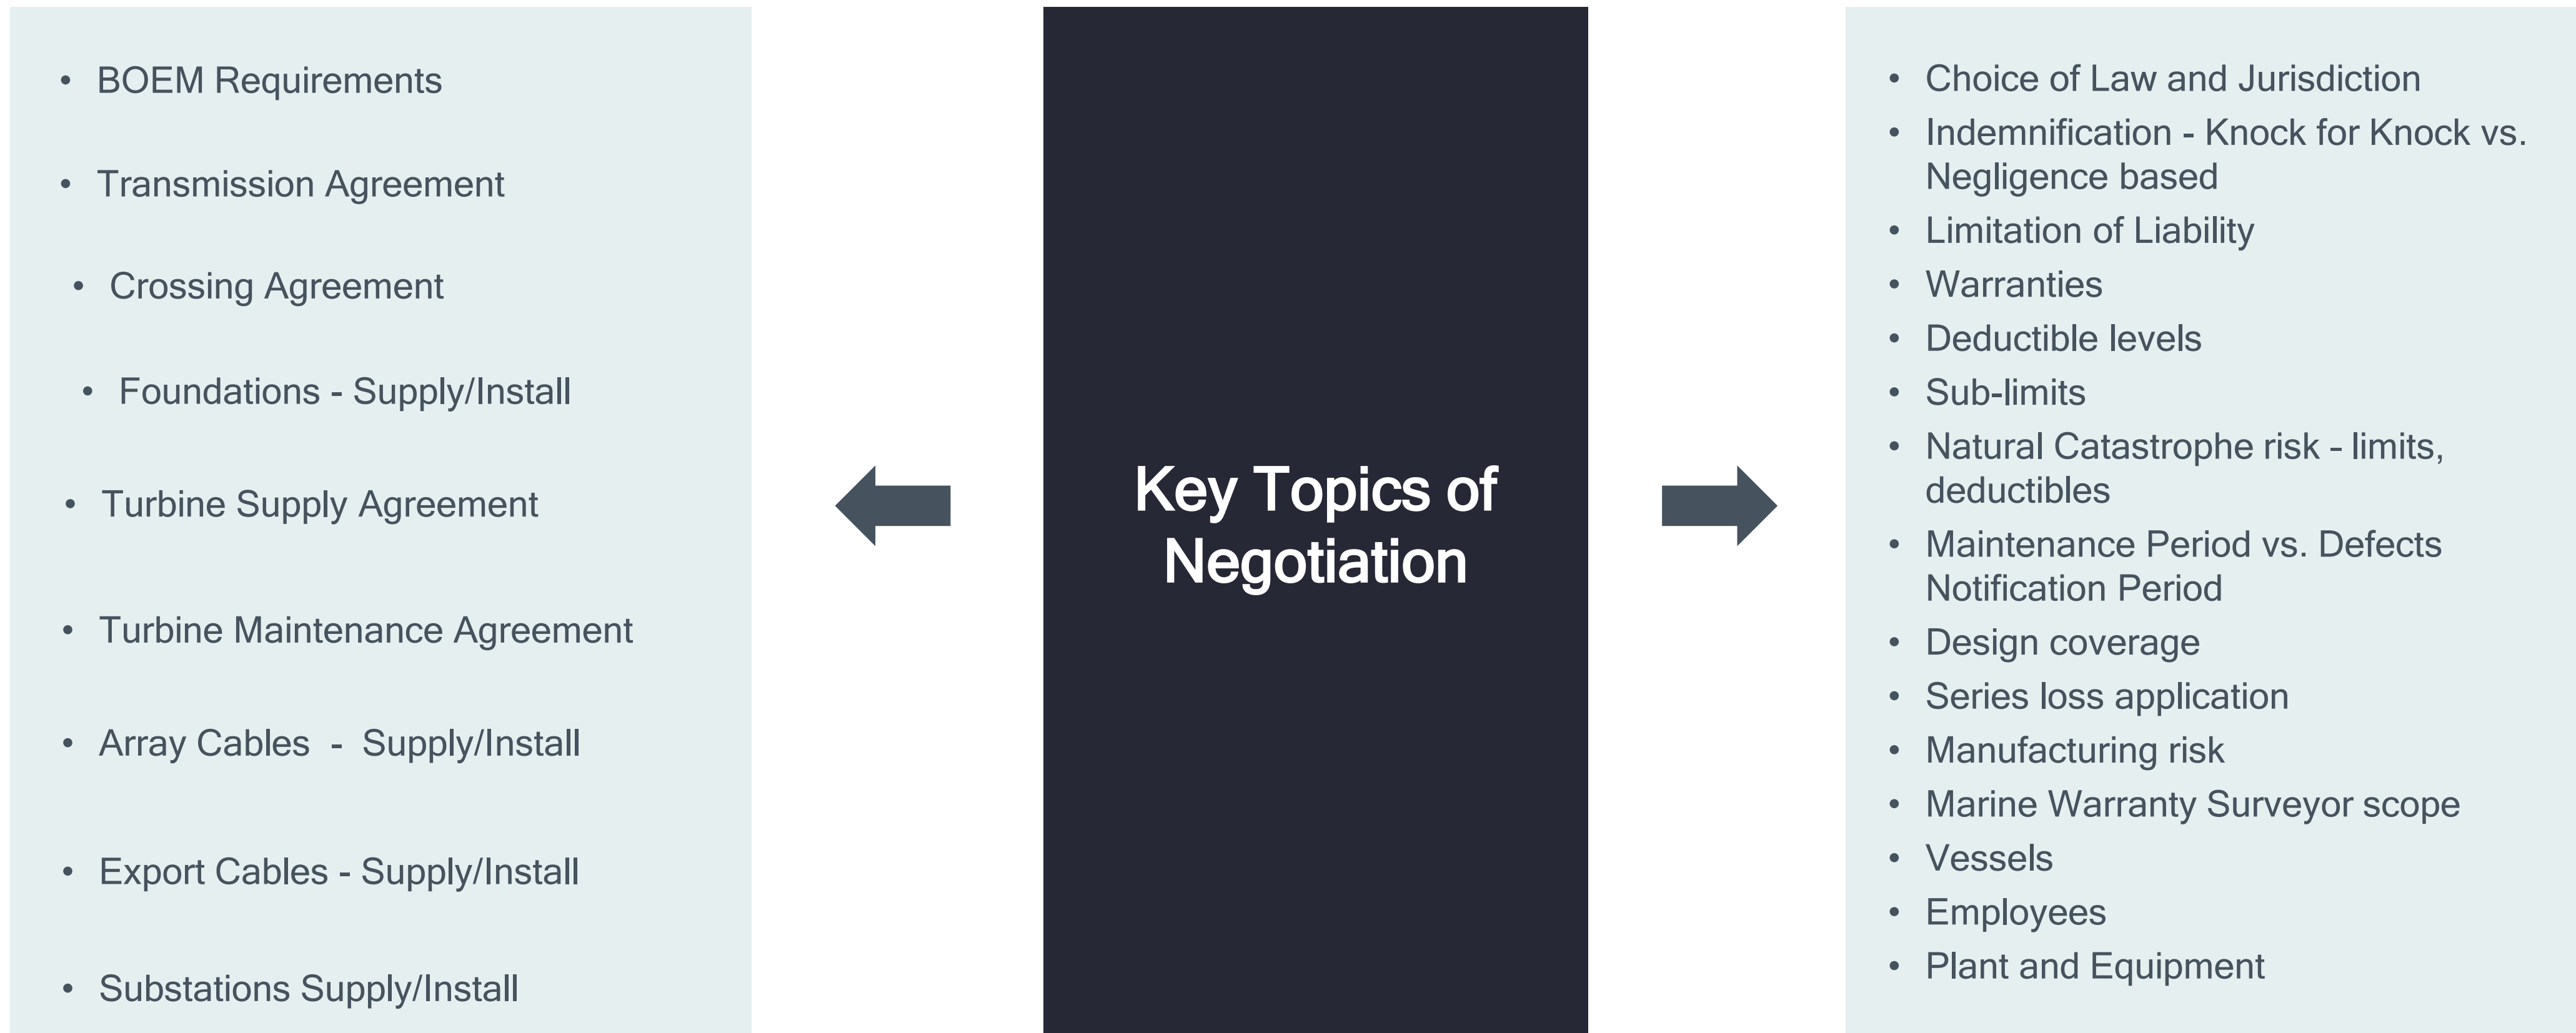 • BOEM Requirements
• Transmission Agreement
• Crossing Agreement
• Foundations - Supply/Install
• Turbine Supply Agreement
• Turbine Maintenance Agreement
• Array Cables - Supply/Install
• Export Cables - Supply/Install
• Substations Supply/Install
Key Topics of
Negotiation
• Choice of Law and Jurisdiction
• Indemnification - Knock for Knock vs.
Negligence based
• Limitation of Liability
• Warranties
• Deductible levels
• Sub-limits
• Natural Catastrophe risk – limits,
deductibles
• Maintenance Period vs. Defects
Notification Period
• Design coverage
• Series loss application
• Manufacturing risk
• Marine Warranty Surveyor scope
• Vessels
• Employees
• Plant and Equipment